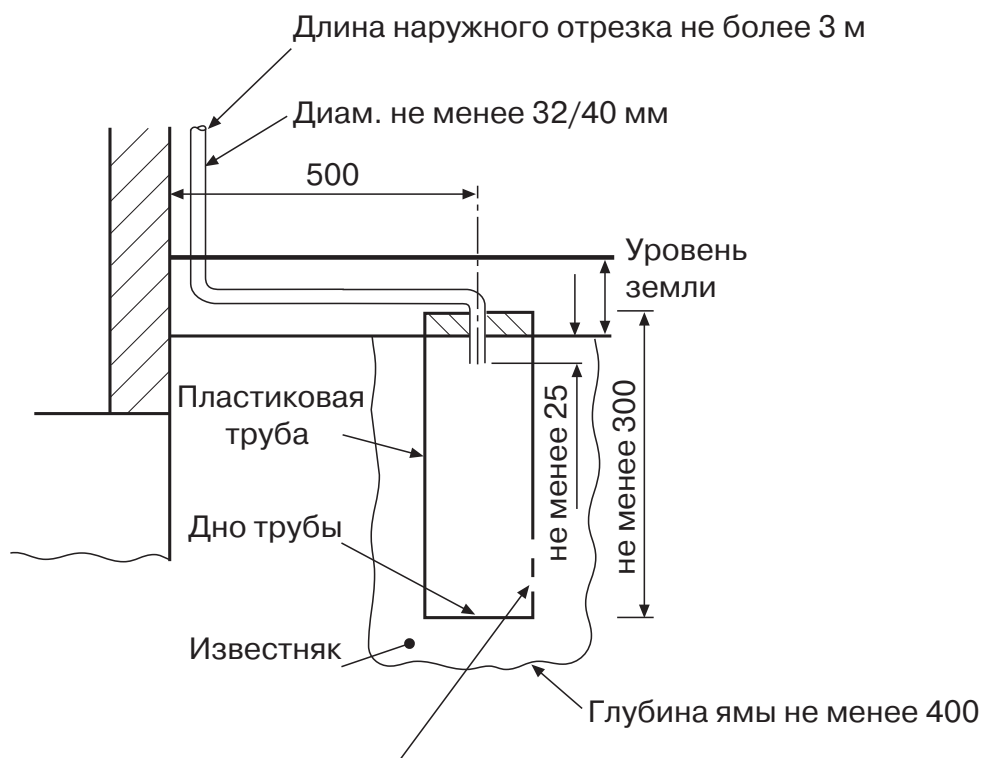 Длина наружного отрезка не более 3 м
Диам. не менее 32/40 мм
500
Уровень
земли
Пластиковая
труба
не менее 25
не менее 300
Дно трубы
Известняк
Глубина ямы не менее 400